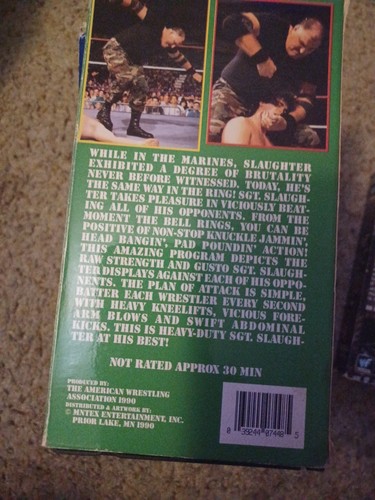 WHILE IN THE MARINES, SLAUGHTER
EXHIBITED A DEGREE OF BRUTALITY
NEVER BEFORE WITNESSED. TODAY, HE'S
THE SAME WAY IN THE RING! SGT. SLAUGH-
TER TAKES PLEASURE IN VICIOUSLY BEAT-
ING ALL OF HIS OPPONENTS. FROM THE
MOMENT THE BELL RINGS, YOU CAN BE
POSITIVE OF NON-STOP KNUCKLE JAMMIN',
HEAD BANGIN', PAD POUNDIN' ACTION!
THIS AMAZING PROGRAM DEPICTS THE
RAW STRENGTH AND GUSTO SGT. SLAUGH-
TER DISPLAYS AGAINST EACH OF HIS OPPO-
NENTS. THE PLAN OF ATTACK IS SIMPLE,
BATTER EACH WRESTLER EVERY SECOND
WITH HEAVY KNEELIFTS, VICIOUS FORE-
ARM BLOWS AND SWIFT ABDOMINAL
KICKS. THIS IS HEAVY-DUTY SGT. SLAUGH-
TER AT HIS BEST!
NOT RATED APPROX 30 MIN
PRODUCED BY:
THE AMERICAN WRESTLING
ASSOCIATION 1990
DISTRIBUTED & ARTWORK BY:
© MNTEX ENTERTAINMENT, INC.
PRIOR LAKE, MN 1990
0 39244 07440 5